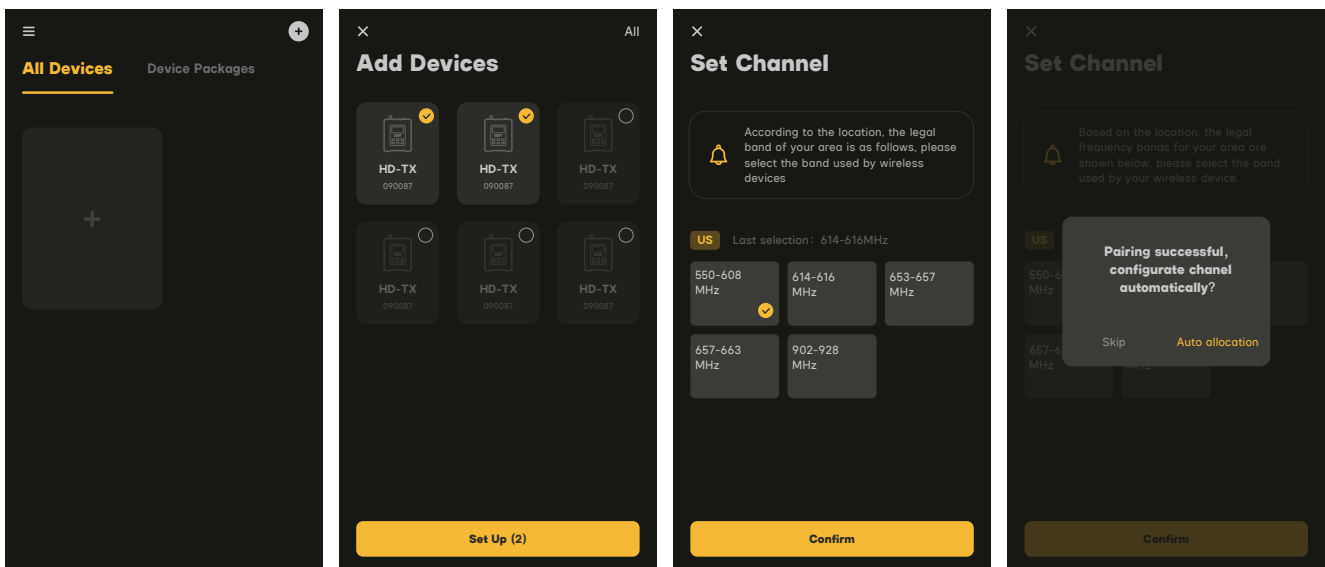 All Devices
Device Packages
All
Add Devices
HD-TX
090087
HD-TX
090087
HD-TX
090087
HD-TX
090087
HD-TX
090087
HD-TX
090087
Set Up (2)
Set Channel
According to the location, the legal
band of your area is as follows, please
select the band used by wireless
devices
US
Last selection: 614-616MHz
550-608
MHz
614-616
MHz
653-657
MHz
657-663
MHz
902-928
MHz
Confirm
Set Channel
Based on the location, the legal
frequency bands for your area are
shown below, please select the band
used by your wireless device.
US
Pairing successful,
configurate chanel
automatically?
Skip
Auto allocation
MHz
MHz
Confirm